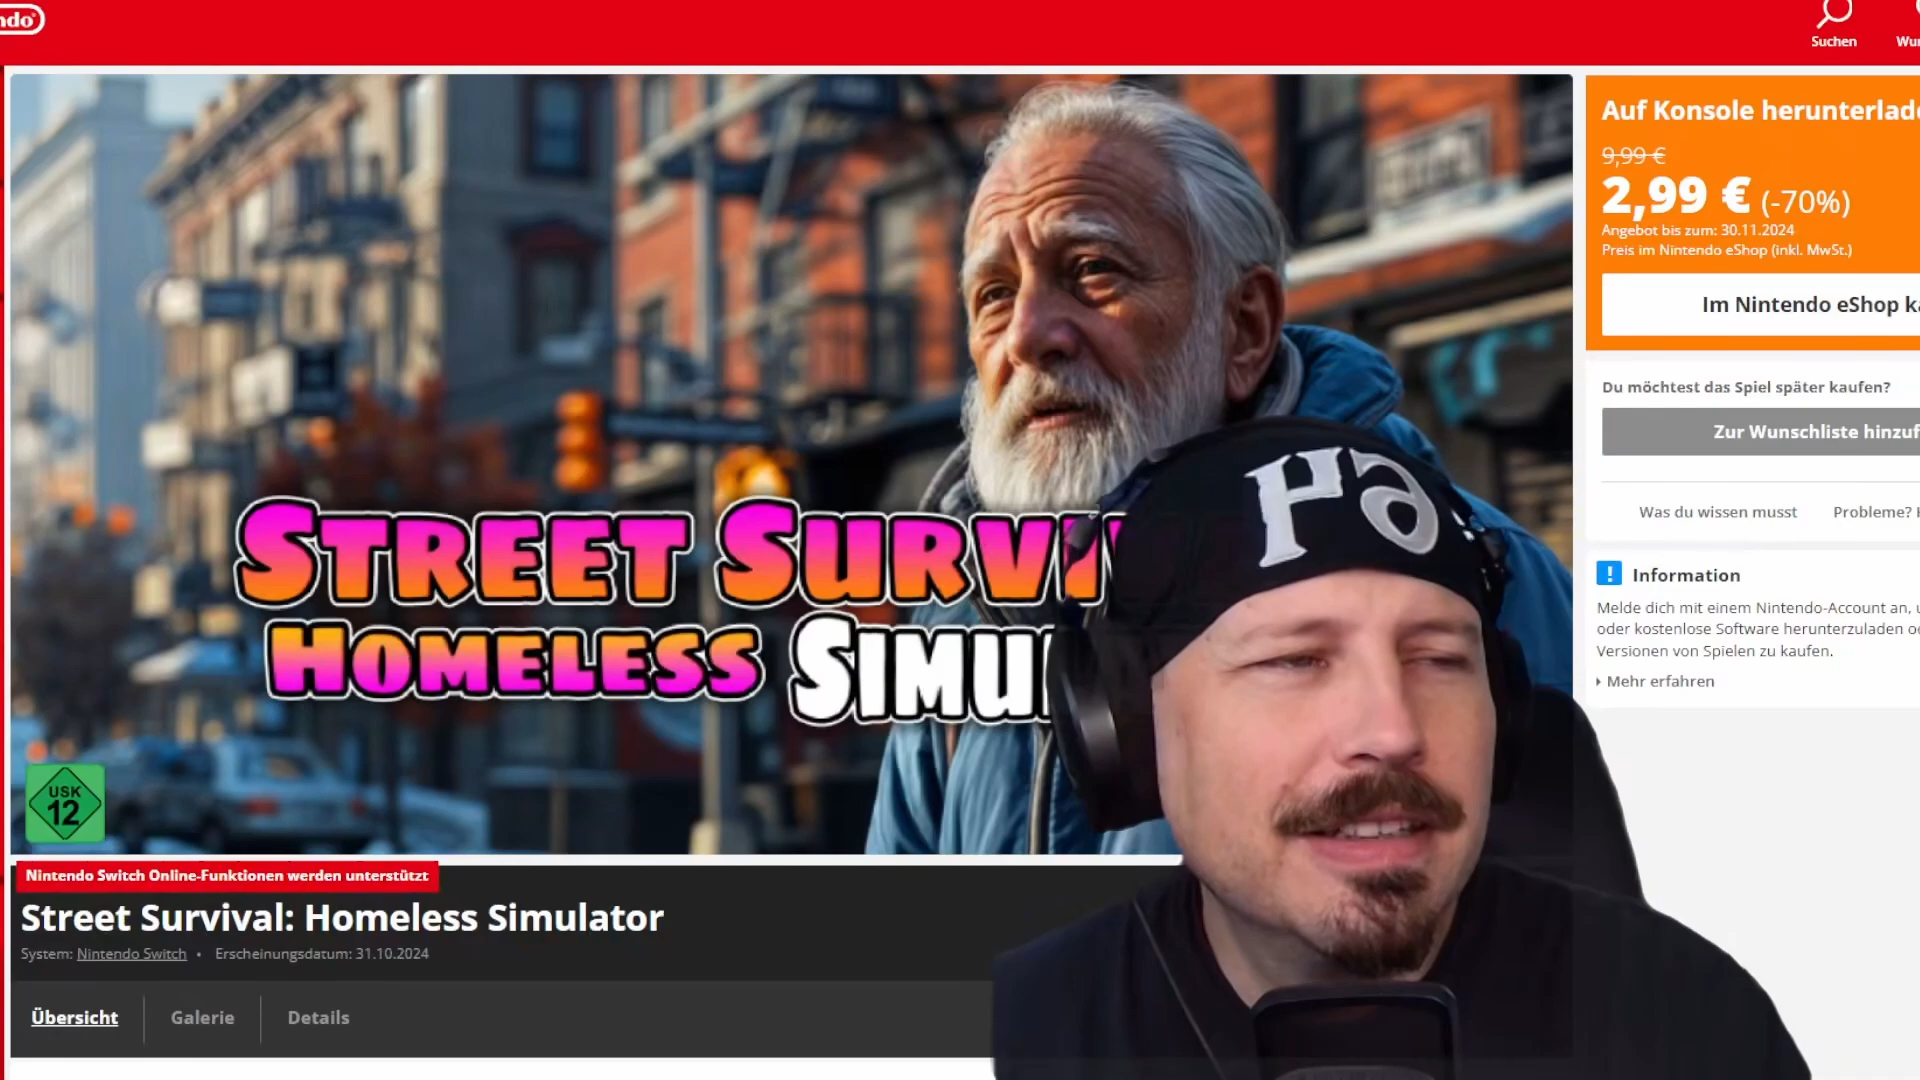 ndo
Suchen
Wun
Auf Konsole herunterlade
9,99 €
2,99 € (-70%)
Angebot bis zum: 30.11.2024
Preis im Nintendo eShop (inkl. MwSt.)
Im Nintendo eShop ka
Du möchtest das Spiel später kaufen?
Zur Wunschliste hinzuf
Was du wissen musst
Probleme? H
Information
Melde dich mit einem Nintendo-Account an, u
oder kostenlose Software herunterzuladen o
Versionen von Spielen zu kaufen.
Mehr erfahren
STREET SURVI
HOMELESS SIMU
USK
12
Nintendo Switch Online-Funktionen werden unterstützt
Street Survival: Homeless Simulator
System: Nintendo Switch • Erscheinungsdatum: 31.10.2024
Übersicht
Galerie
Details